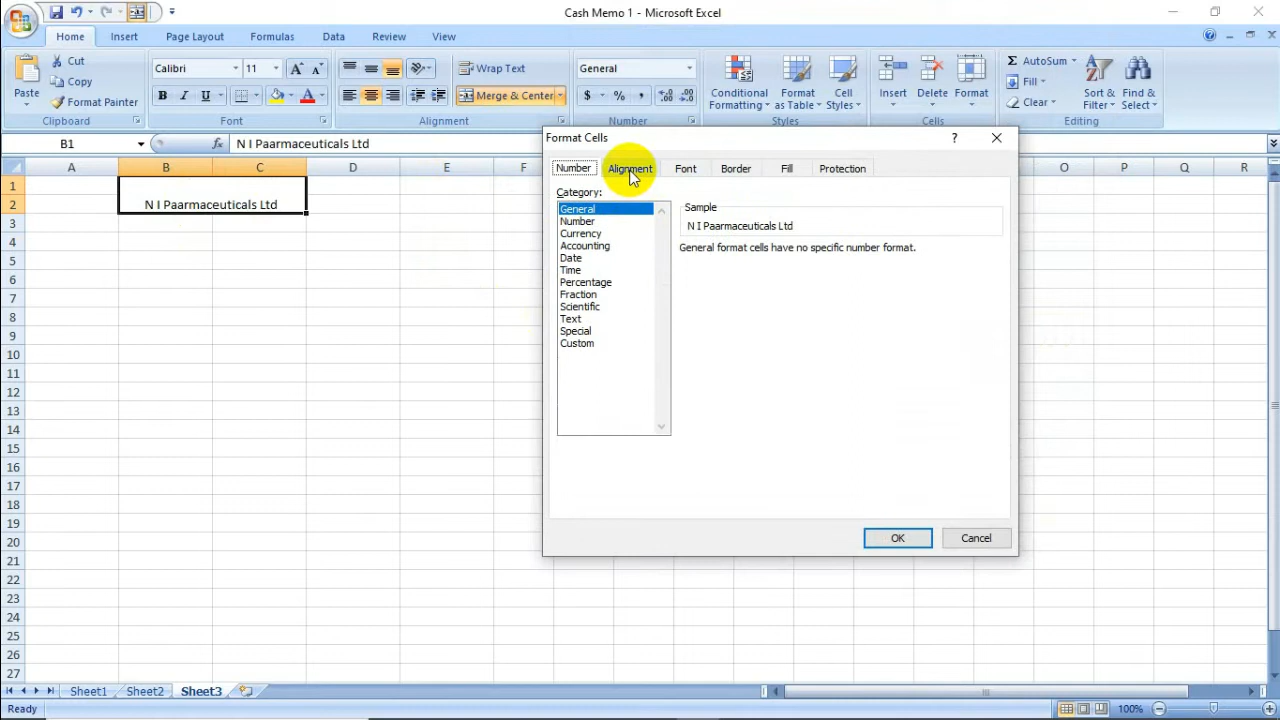 Cash Memo 1 - Microsoft Excel
Home Insert Page Layout Formulas Data Review View
Paste
Cut
Copy
Format Painter
Clipboard
Calibri 11
B I U
Font
Wrap Text
Merge & Center
Alignment
General
$ % ,
Number
Conditional Formatting
Format as Table
Cell Styles
Styles
Insert Delete Format
Cells
AutoSum
Fill
Clear
Sort & Filter
Find & Select
Editing
B1 fx N I Paarmaceuticals Ltd
A B C D E F O P Q R
1
2 N I Paarmaceuticals Ltd
3
4
5
6
7
8
9
10
11
12
13
14
15
16
17
18
19
20
21
22
23
24
25
26
27
Format Cells ?
Number Alignment Font Border Fill Protection
Category:
General
Number
Currency
Accounting
Date
Time
Percentage
Fraction
Scientific
Text
Special
Custom
Sample
N I Paarmaceuticals Ltd
General format cells have no specific number format.
OK Cancel
Sheet1 Sheet2 Sheet3
Ready 100%